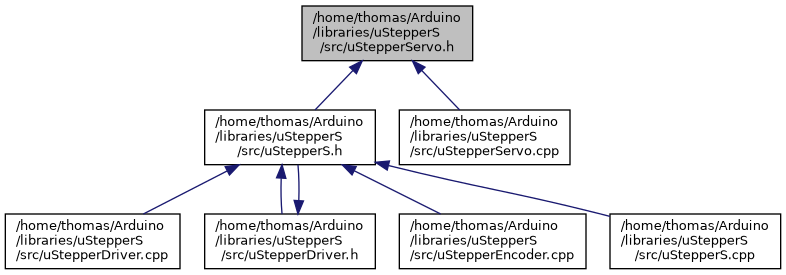 /home/thomas/Arduino
/libraries/uStepperS
/src/uStepperServo.h
/home/thomas/Arduino
/libraries/uStepperS
/src/uStepperS.h
/home/thomas/Arduino
/libraries/uStepperS
/src/uStepperServo.cpp
/home/thomas/Arduino
/libraries/uStepperS
/src/uStepperDriver.cpp
/home/thomas/Arduino
/libraries/uStepperS
/src/uStepperDriver.h
/home/thomas/Arduino
/libraries/uStepperS
/src/uStepperEncoder.cpp
/home/thomas/Arduino
/libraries/uStepperS
/src/uStepperS.cpp